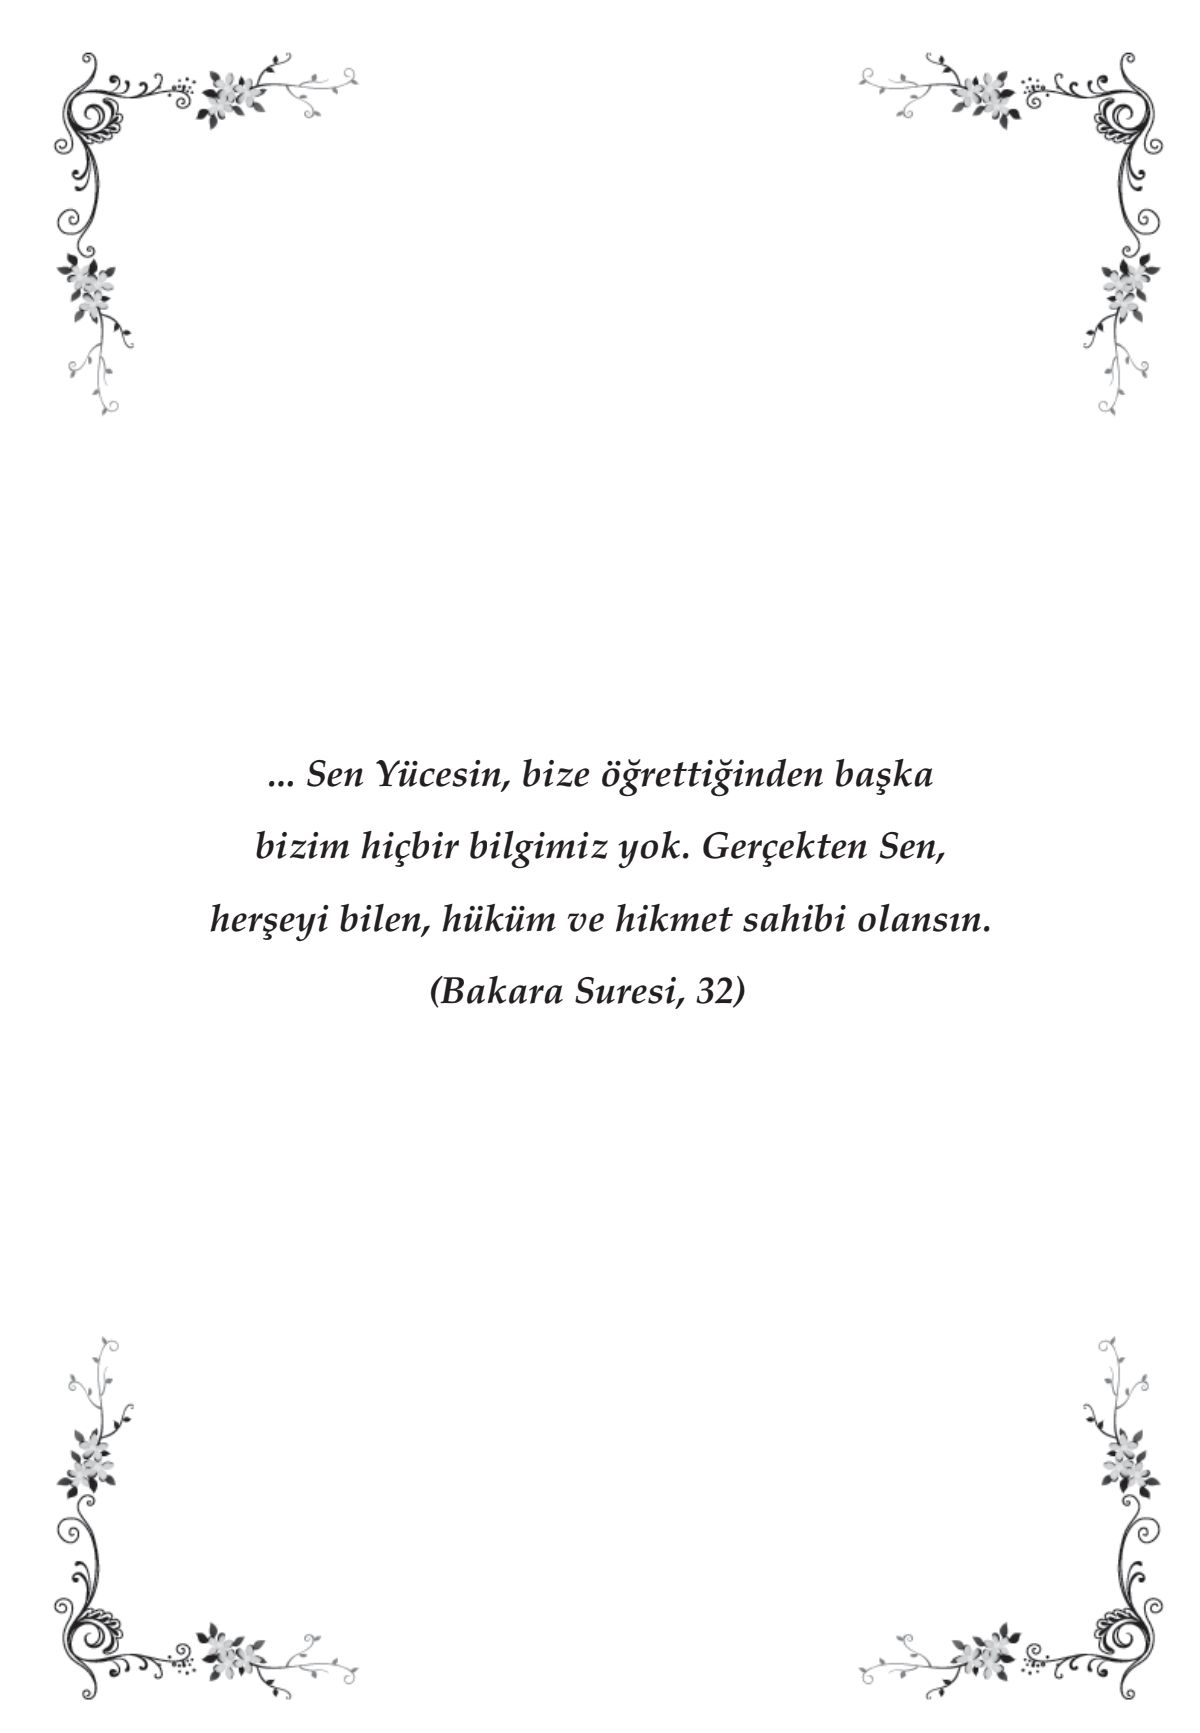 ... Sen Yücesin, bize öğrettiğinden başka
bizim hiçbir bilgimiz yok. Gerçekten Sen,
herşeyi bilen, hüküm ve hikmet sahibi olansın.
(Bakara Suresi, 32)